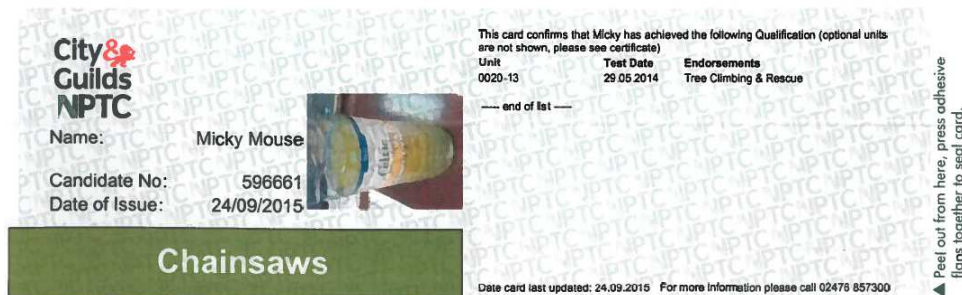 City&
Guilds
NPTC
Name: Micky Mouse
Candidate No: 596661
Date of Issue: 24/09/2015
Chainsaws
This card confirms that Micky has achieved the following Qualification (optional units
are not shown, please see certificate)
Unit Test Date Endorsements
0020-13 29.05.2014 Tree Climbing & Rescue
---- end of list ----
Date card last updated: 24.09.2015 For more information please call 02476 857300
▲ Peel out from here, press adhesive
flaps together to seal card.